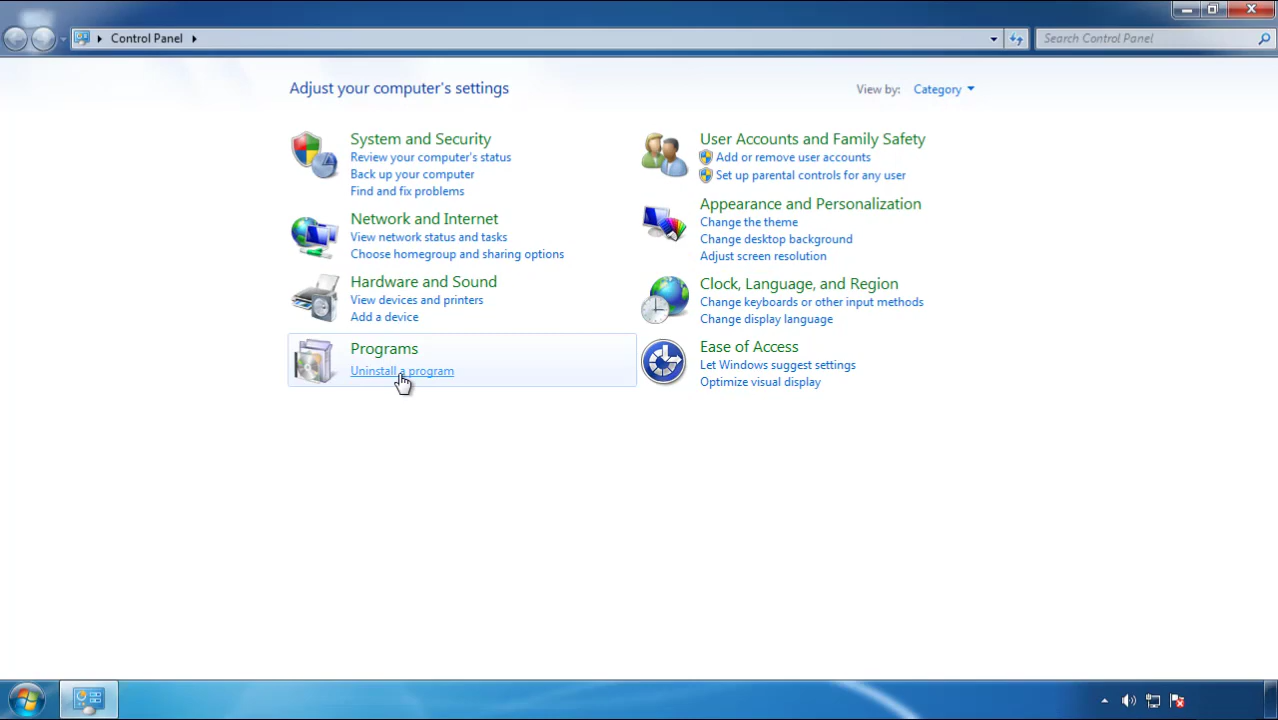 Control Panel
Search Control Panel
Adjust your computer's settings
View by: Category
System and Security
Review your computer's status
Back up your computer
Find and fix problems
Network and Internet
View network status and tasks
Choose homegroup and sharing options
Hardware and Sound
View devices and printers
Add a device
Programs
Uninstall a program
User Accounts and Family Safety
Add or remove user accounts
Set up parental controls for any user
Appearance and Personalization
Change the theme
Change desktop background
Adjust screen resolution
Clock, Language, and Region
Change keyboards or other input methods
Change display language
Ease of Access
Let Windows suggest settings
Optimize visual display